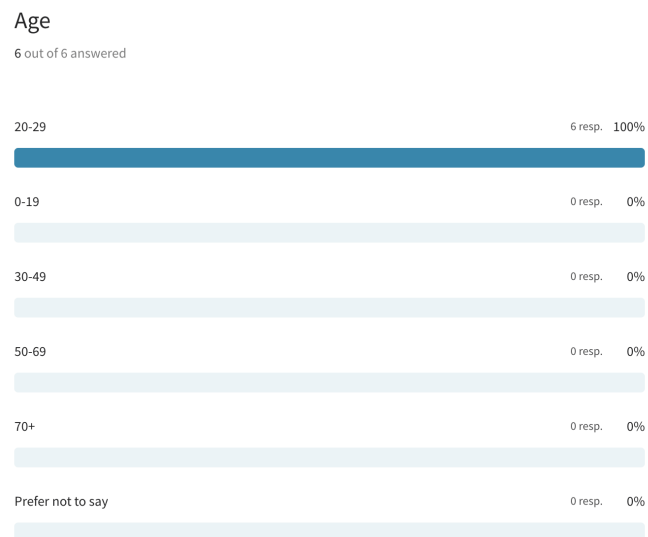 Age
6 out of 6 answered
20-29 6 resp. 100%
0-19 0 resp. 0%
30-49 0 resp. 0%
50-69 0 resp. 0%
70+ 0 resp. 0%
Prefer not to say 0 resp. 0%